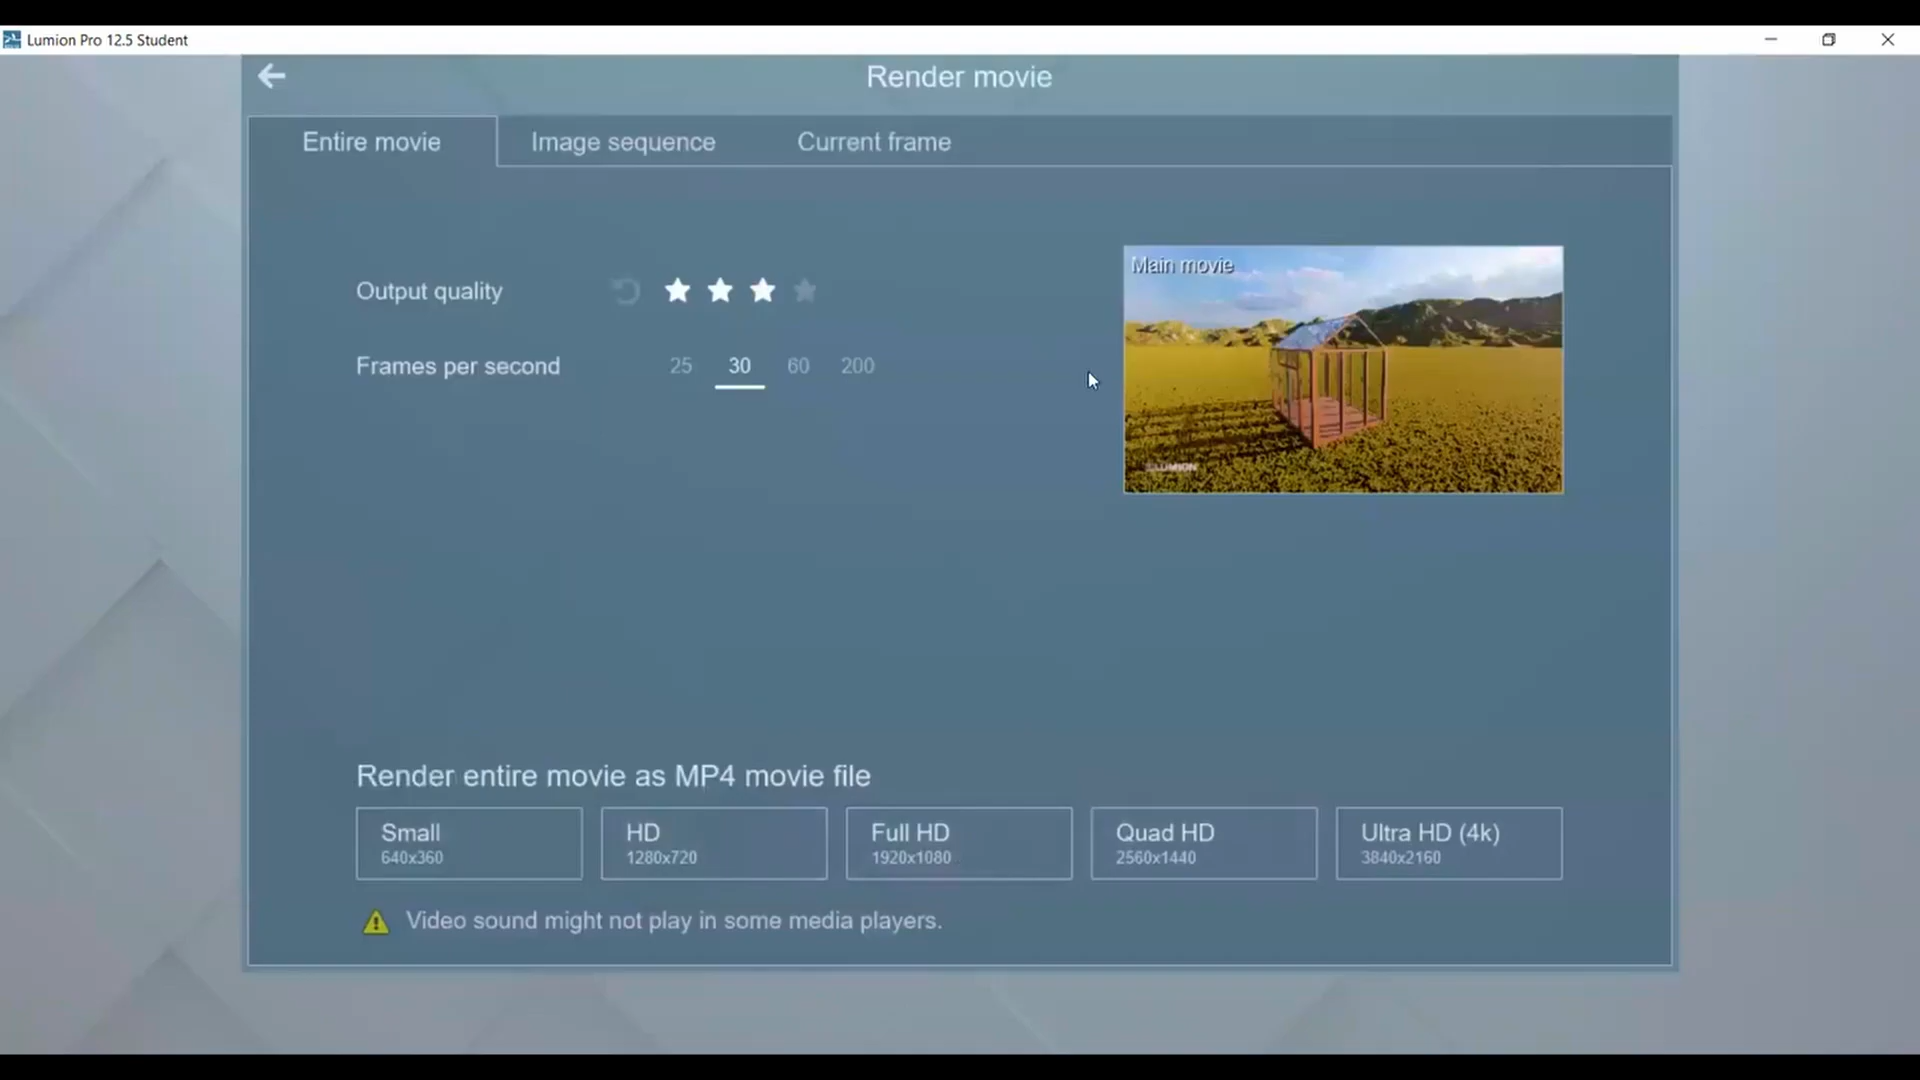 Lumion Pro 12.5 Student
Render movie
Entire movie
Image sequence
Current frame
Output quality
Main movie
Frames per second
25
30
60
200
LUMION
Render entire movie as MP4 movie file
Small
640x360
HD
1280x720
Full HD
1920x1080
Quad HD
2560x1440
Ultra HD (4k)
3840x2160
Video sound might not play in some media players.